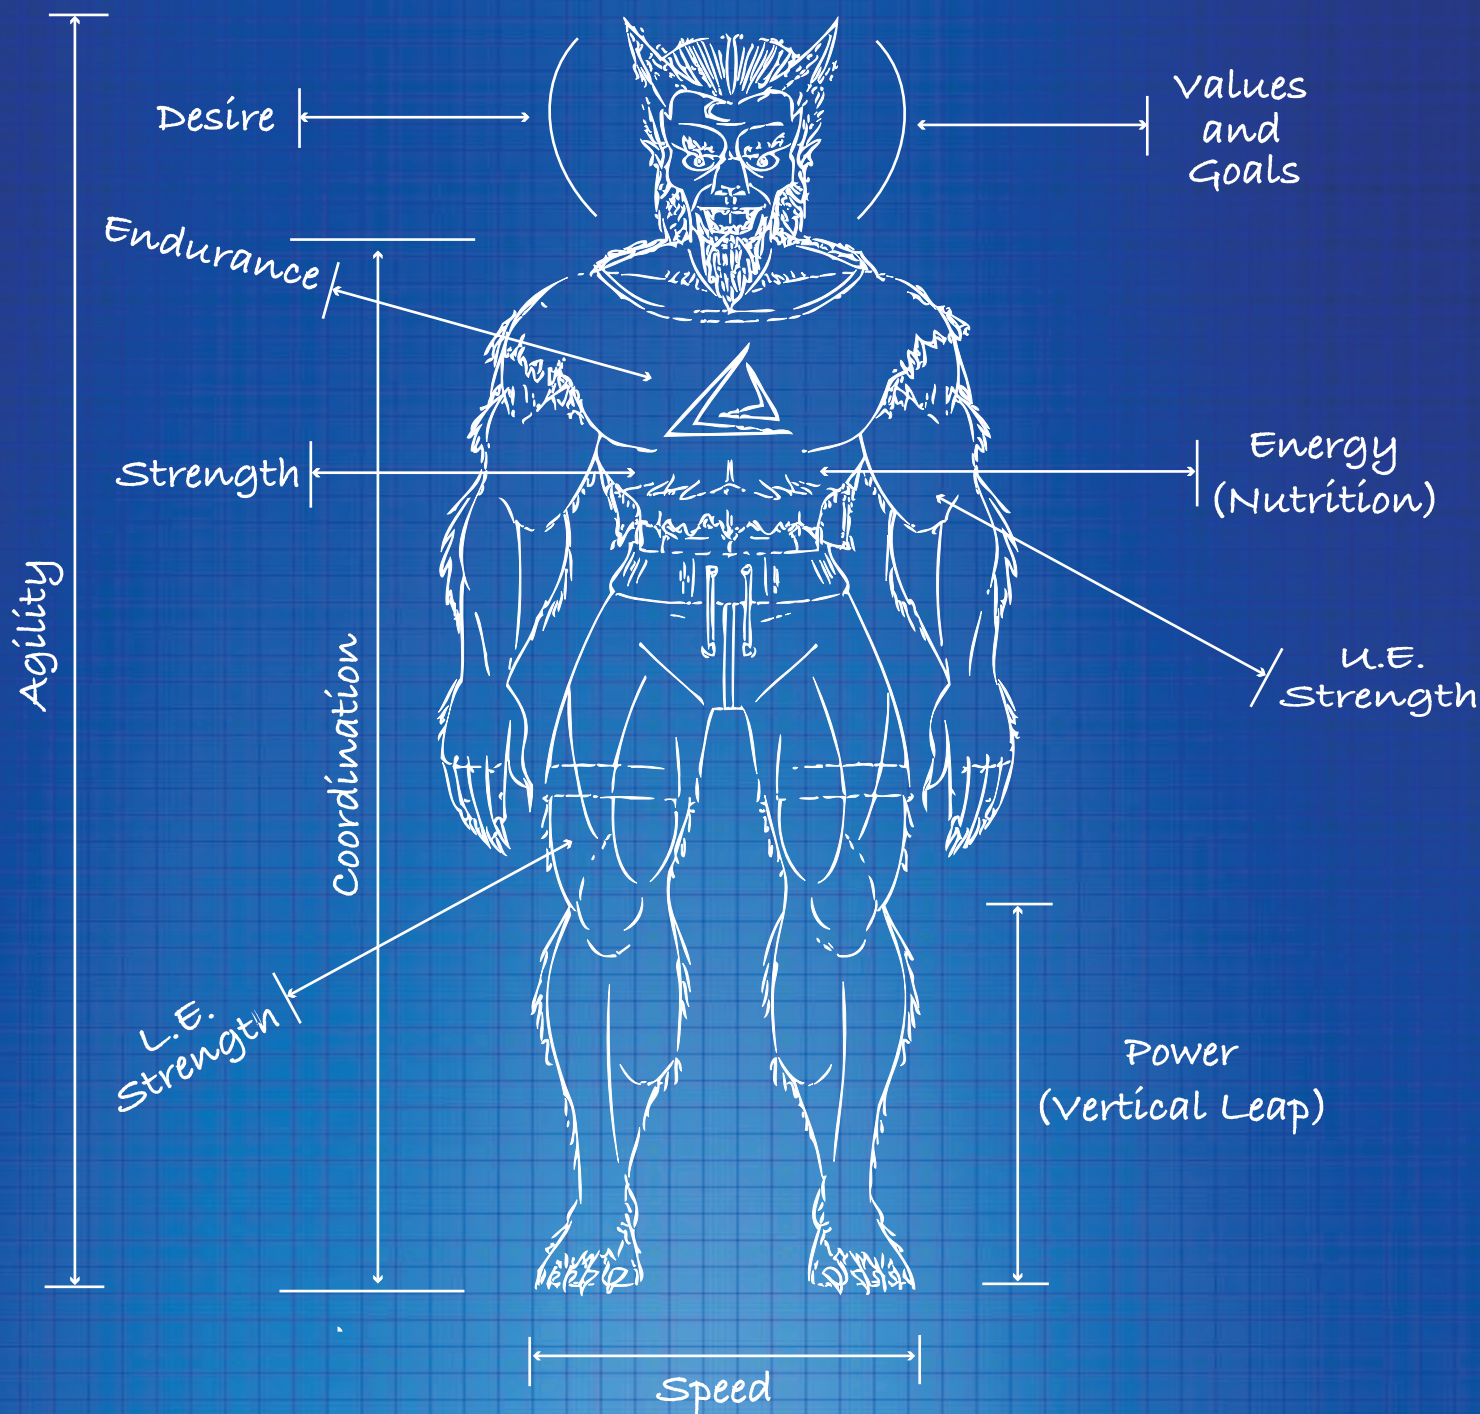 Desire
Values
and
Goals
Endurance
Strength
Energy
(Nutrition)
Agility
Coordination
U.E.
Strength
L.E.
Strength
Power
(Vertical Leap)
Speed